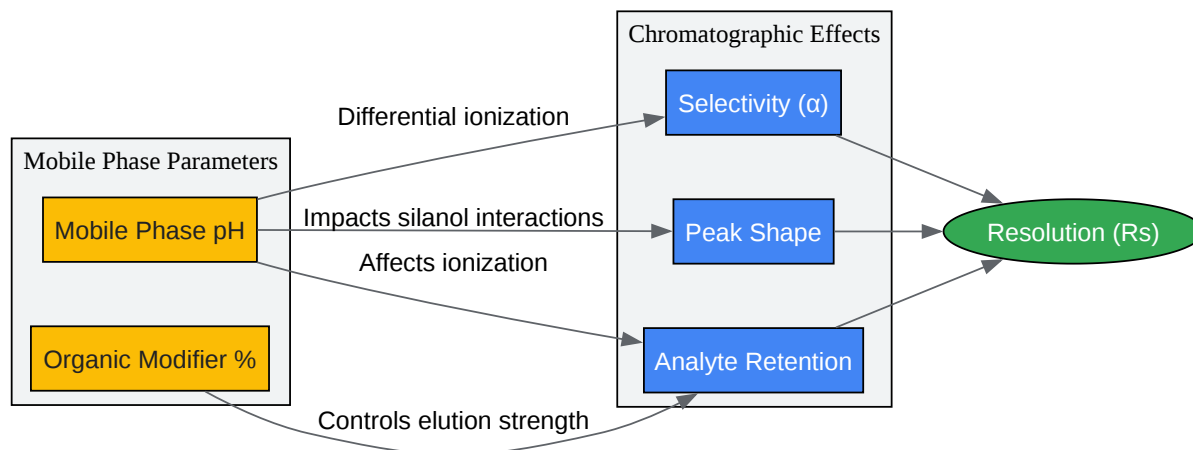 Chromatographic Effects
Selectivity (α)
Differential ionization
Mobile Phase Parameters
Mobile Phase pH
Impacts silanol interactions
Peak Shape
Resolution (Rs)
Affects ionization
Organic Modifier %
Analyte Retention
Controls elution strength